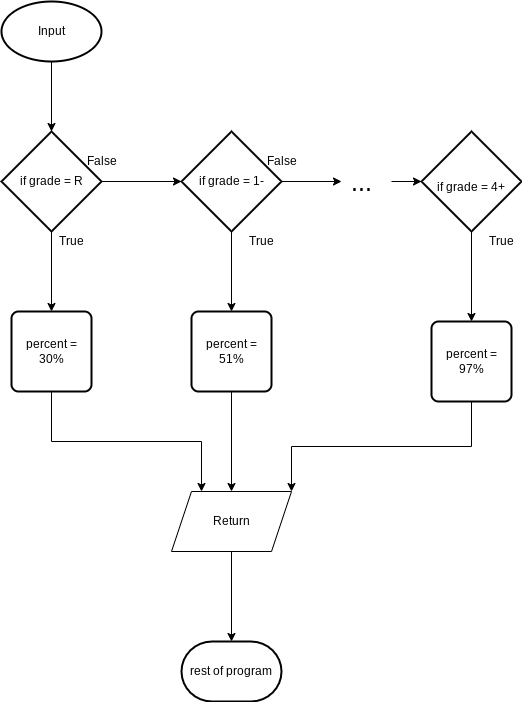 Input
False
False
if grade = R
if grade = 1-
...
if grade = 4+
True
True
True
percent =
30%
percent =
51%
percent =
97%
Return
rest of program